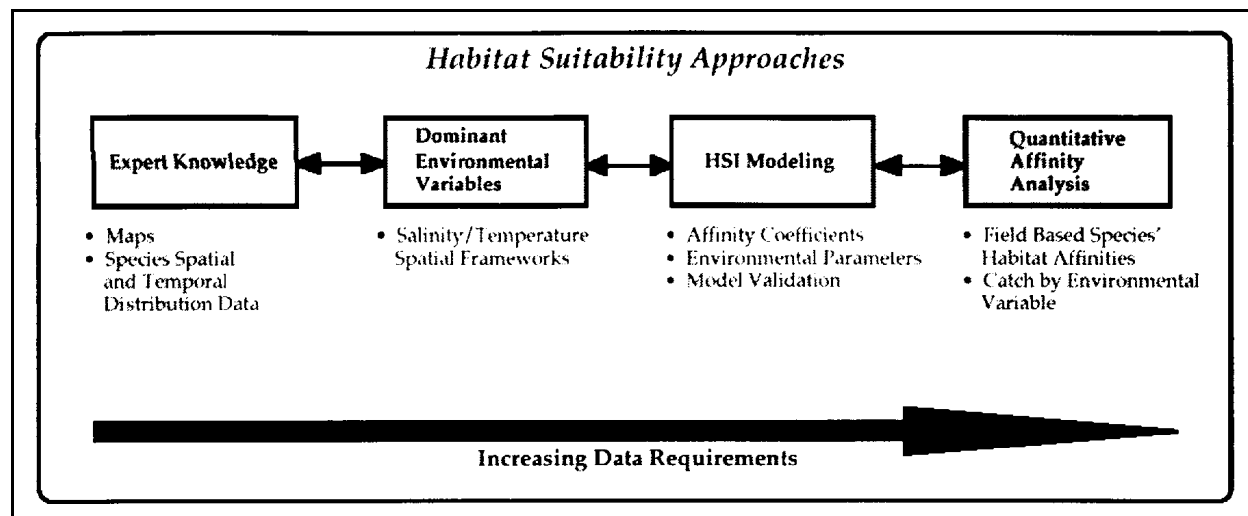 Habitat Suitability Approaches
Expert Knowledge
Dominant
Environmental
Variables
HSI Modeling
Quantitative
Affinity
Analysis
• Maps
• Species Spatial
and Temporal
Distribution Data
• Salinity/Temperature
Spatial Frameworks
• Affinity Coefficients
• Environmental Parameters
• Model Validation
• Field Based Species'
Habitat Affinities
• Catch by Environmental
Variable
Increasing Data Requirements